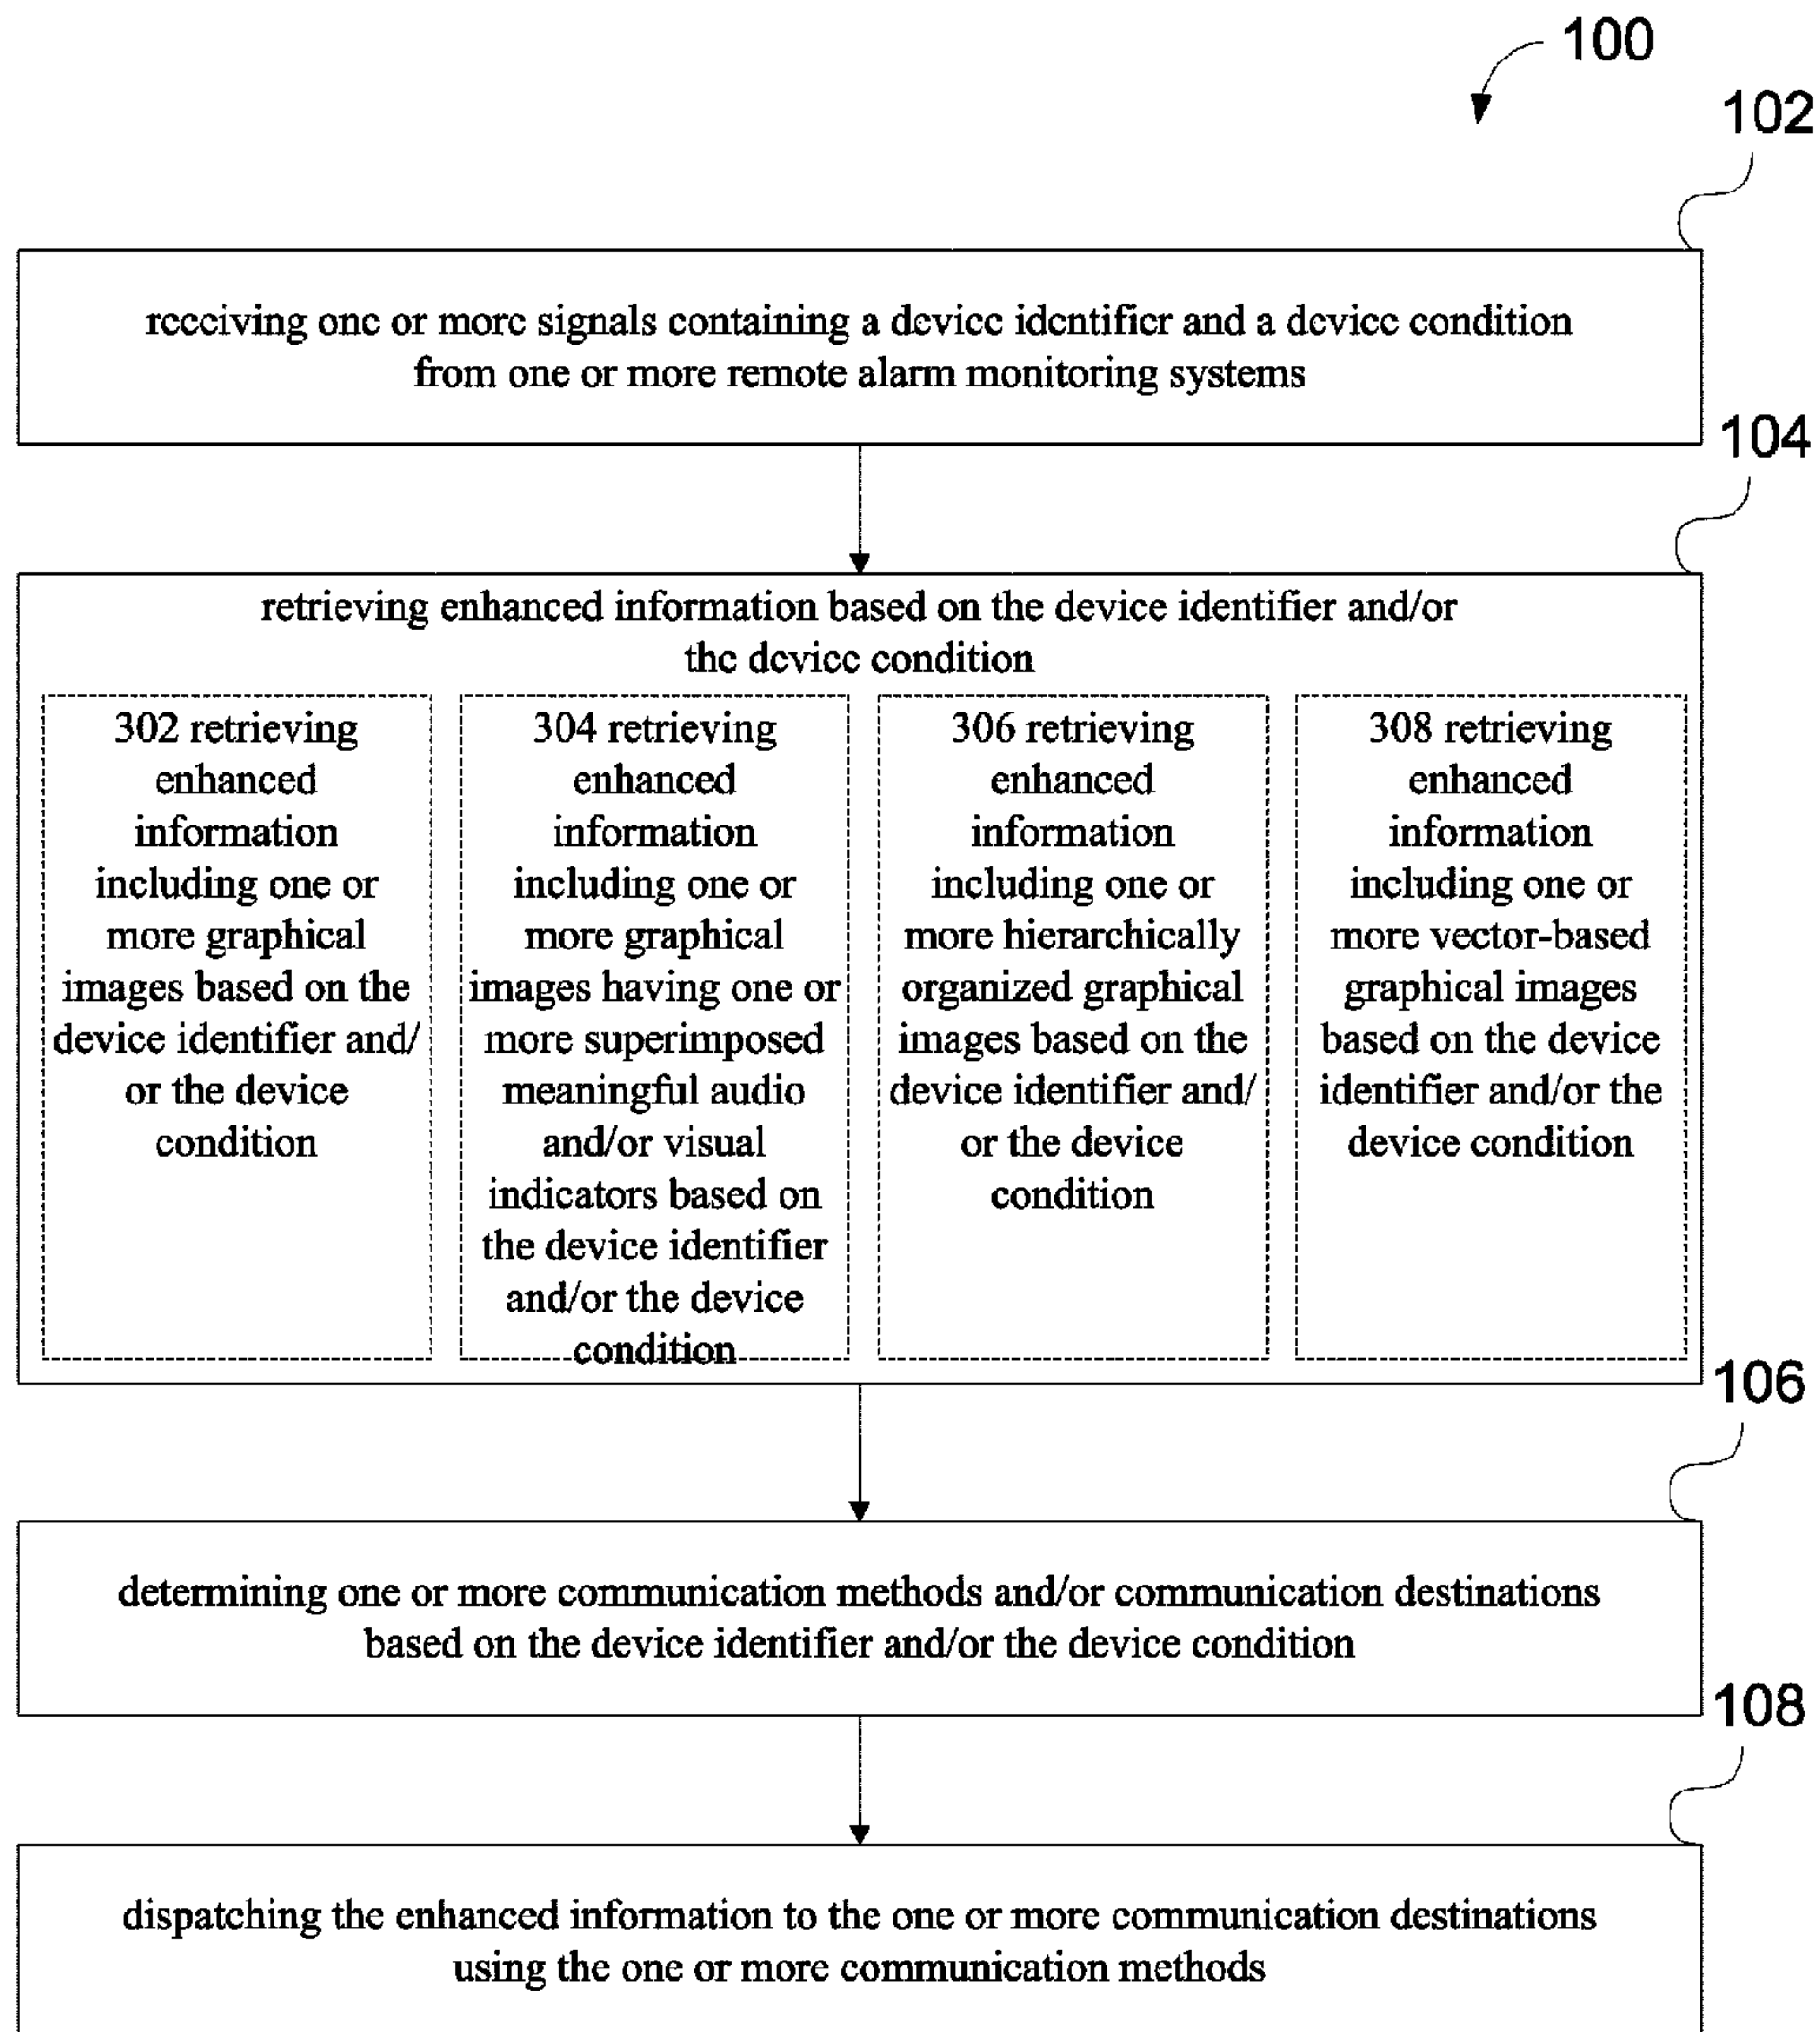 100
102
receiving one or more signals containing a device identifier and a device condition
from one or more remote alarm monitoring systems
104
retrieving enhanced information based on the device identifier and/or
the device condition
302 retrieving
enhanced
information
including one or
more graphical
images based on the
device identifier and/
or the device
condition
304 retrieving
enhanced
information
including one or
more graphical
images having one or
more superimposed
meaningful audio
and/or visual
indicators based on
the device identifier
and/or the device
condition
306 retrieving
enhanced
information
including one or
more hierarchically
organized graphical
images based on the
device identifier and/
or the device
condition
308 retrieving
enhanced
information
including one or
more vector-based
graphical images
based on the device
identifier and/or the
device condition
106
determining one or more communication methods and/or communication destinations
based on the device identifier and/or the device condition
108
dispatching the enhanced information to the one or more communication destinations
using the one or more communication methods